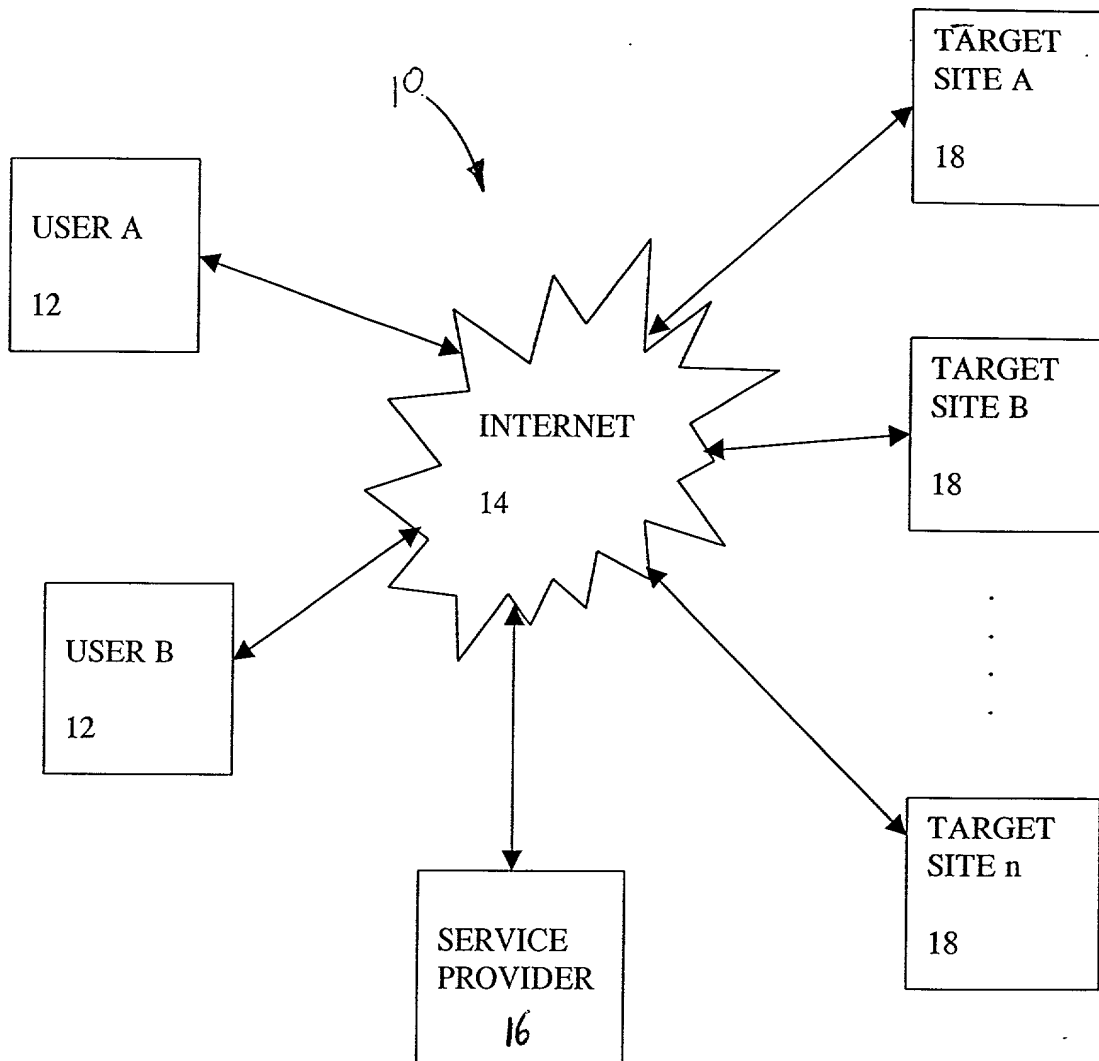 10
TARGET
SITE A
18
USER A
12
TARGET
SITE B
18
INTERNET
14
USER B
12
TARGET
SITE n
18
SERVICE
PROVIDER
16